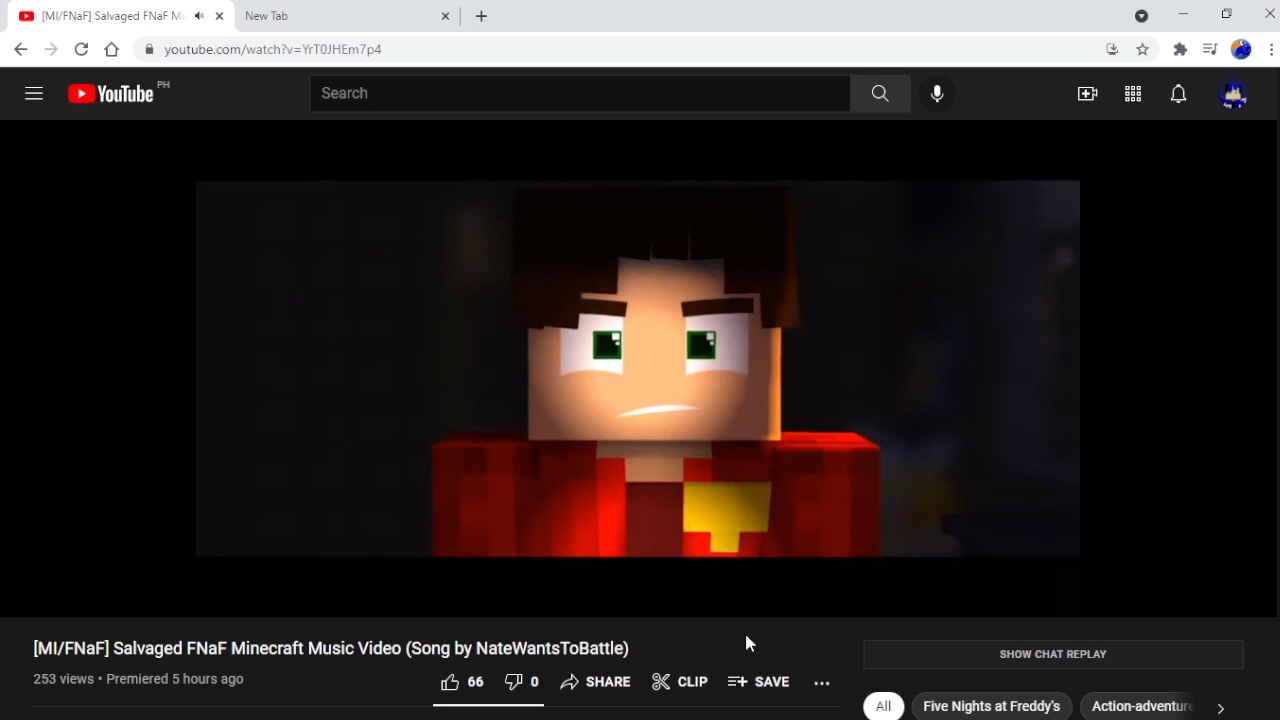 [MI/FNaF] Salvaged FNaF Mi
New Tab
youtube.com/watch?v=YrT0JHEm7p4
YouTube PH
Search
[MI/FNaF] Salvaged FNaF Minecraft Music Video (Song by NateWantsToBattle)
253 views • Premiered 5 hours ago
66
0
SHARE
CLIP
SAVE
SHOW CHAT REPLAY
All
Five Nights at Freddy's
Action-adventure